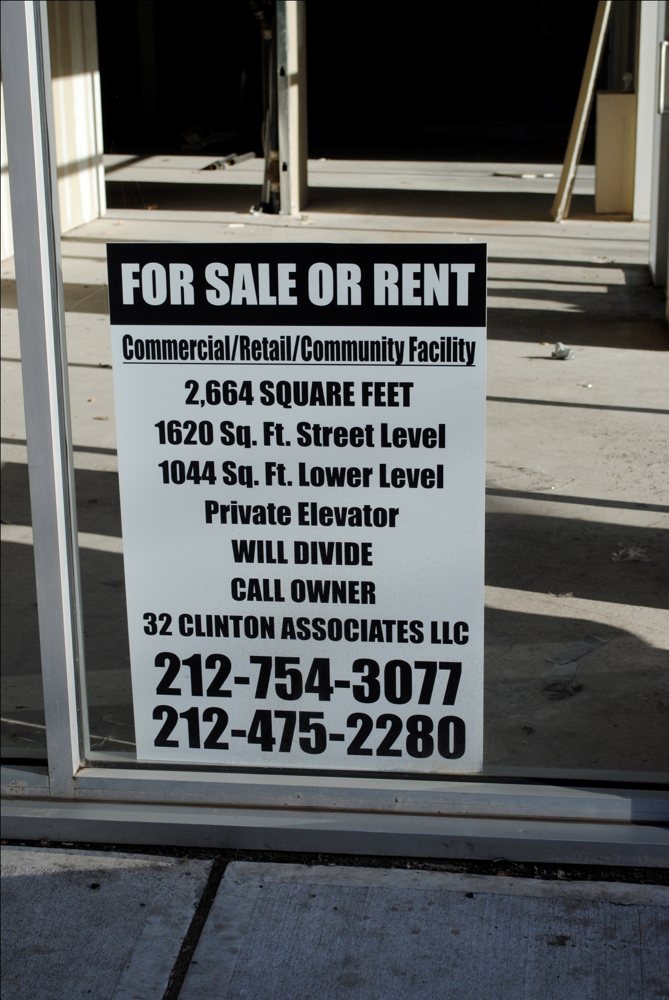 FOR SALE OR RENT
Commercial/Retail/Community Facility
2,664 SQUARE FEET
1620 Sq. Ft. Street Level
1044 Sq. Ft. Lower Level
Private Elevator
WILL DIVIDE
CALL OWNER
32 CLINTON ASSOCIATES LLC
212-754-3077
212-475-2280